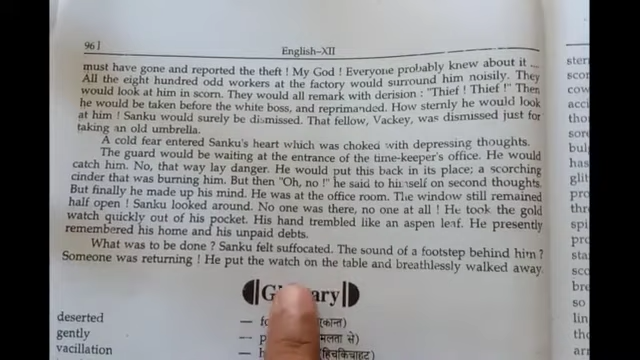 96]
English-XII
must have gone and reported the theft ! My God ! Everyone probably knew about it ...
All the eight hundred odd workers at the factory would surround him noisily. They
would look at him in scorn. They would all remark with derision : "Thief ! Thief !" Then
he would be taken before the white boss, and reprimanded. How sternly he would look
at him ! Sanku would surely be dismissed. That fellow, Vackey, was dismissed just for
taking an old umbrella.
A cold fear entered Sanku's heart which was choked with depressing thoughts.
The guard would be waiting at the entrance of the time-keeper's office. He would
catch him. No, that way lay danger. He would put this back in its place; a scorching
cinder that was burning him. But then "Oh, no !" he said to himself on second thoughts.
But finally he made up his mind. He was at the office room. The window still remained
half open ! Sanku looked around. No one was there, no one at all ! He took the gold
watch quickly out of his pocket. His hand trembled like an aspen leaf. He presently
remembered his home and his unpaid debts.
What was to be done ? Sanku felt suffocated. The sound of a footstep behind him ?
Someone was returning ! He put the watch on the table and breathlessly walked away.
deserted
gently
vacillation